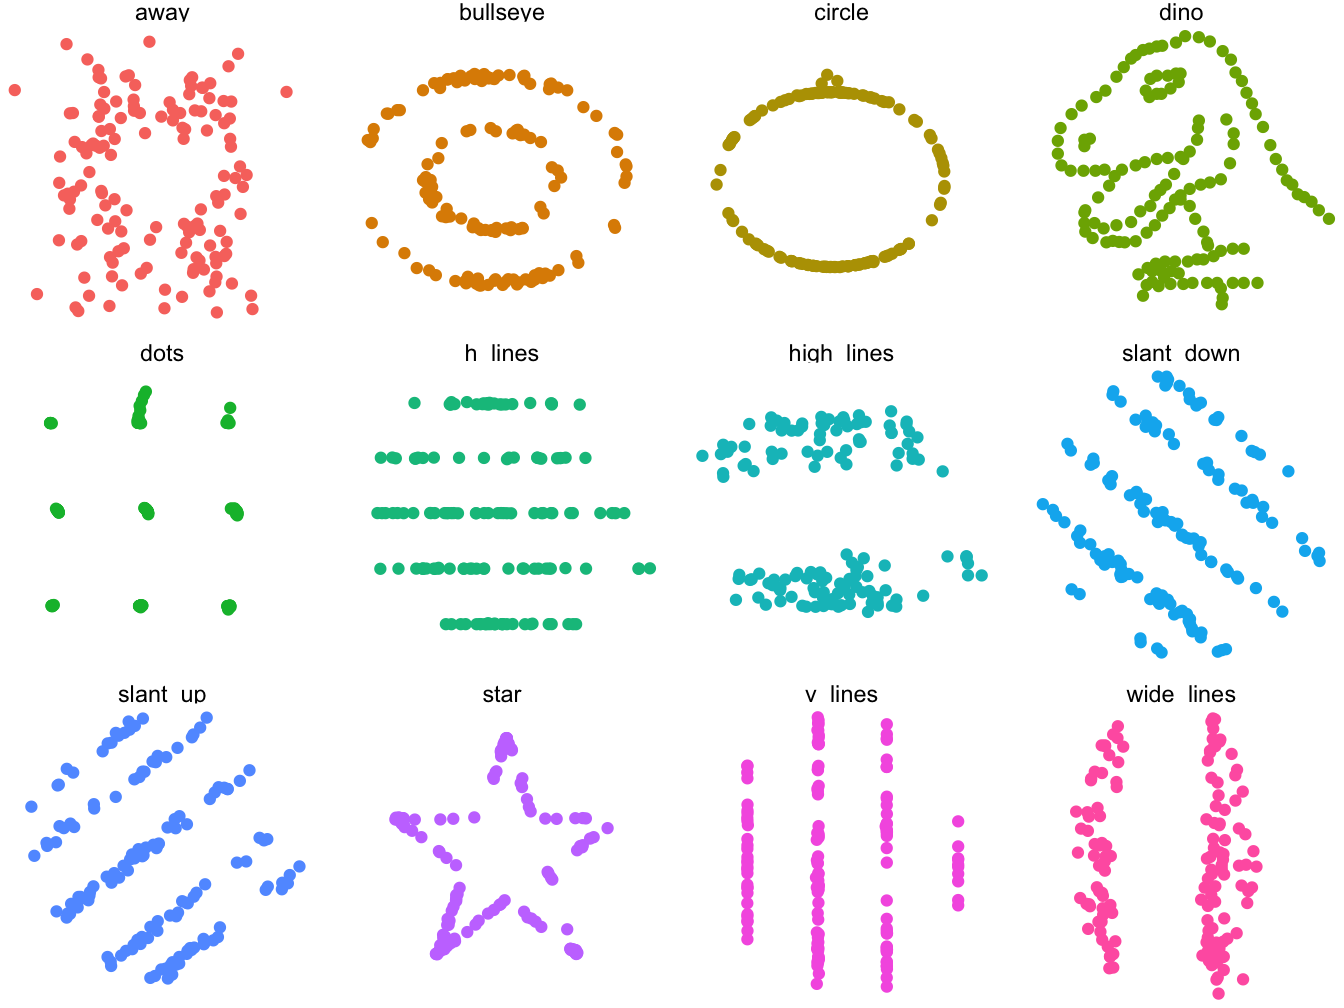 away bullseye circle dino
dots h_lines high_lines slant_down
slant_up star v_lines wide_lines